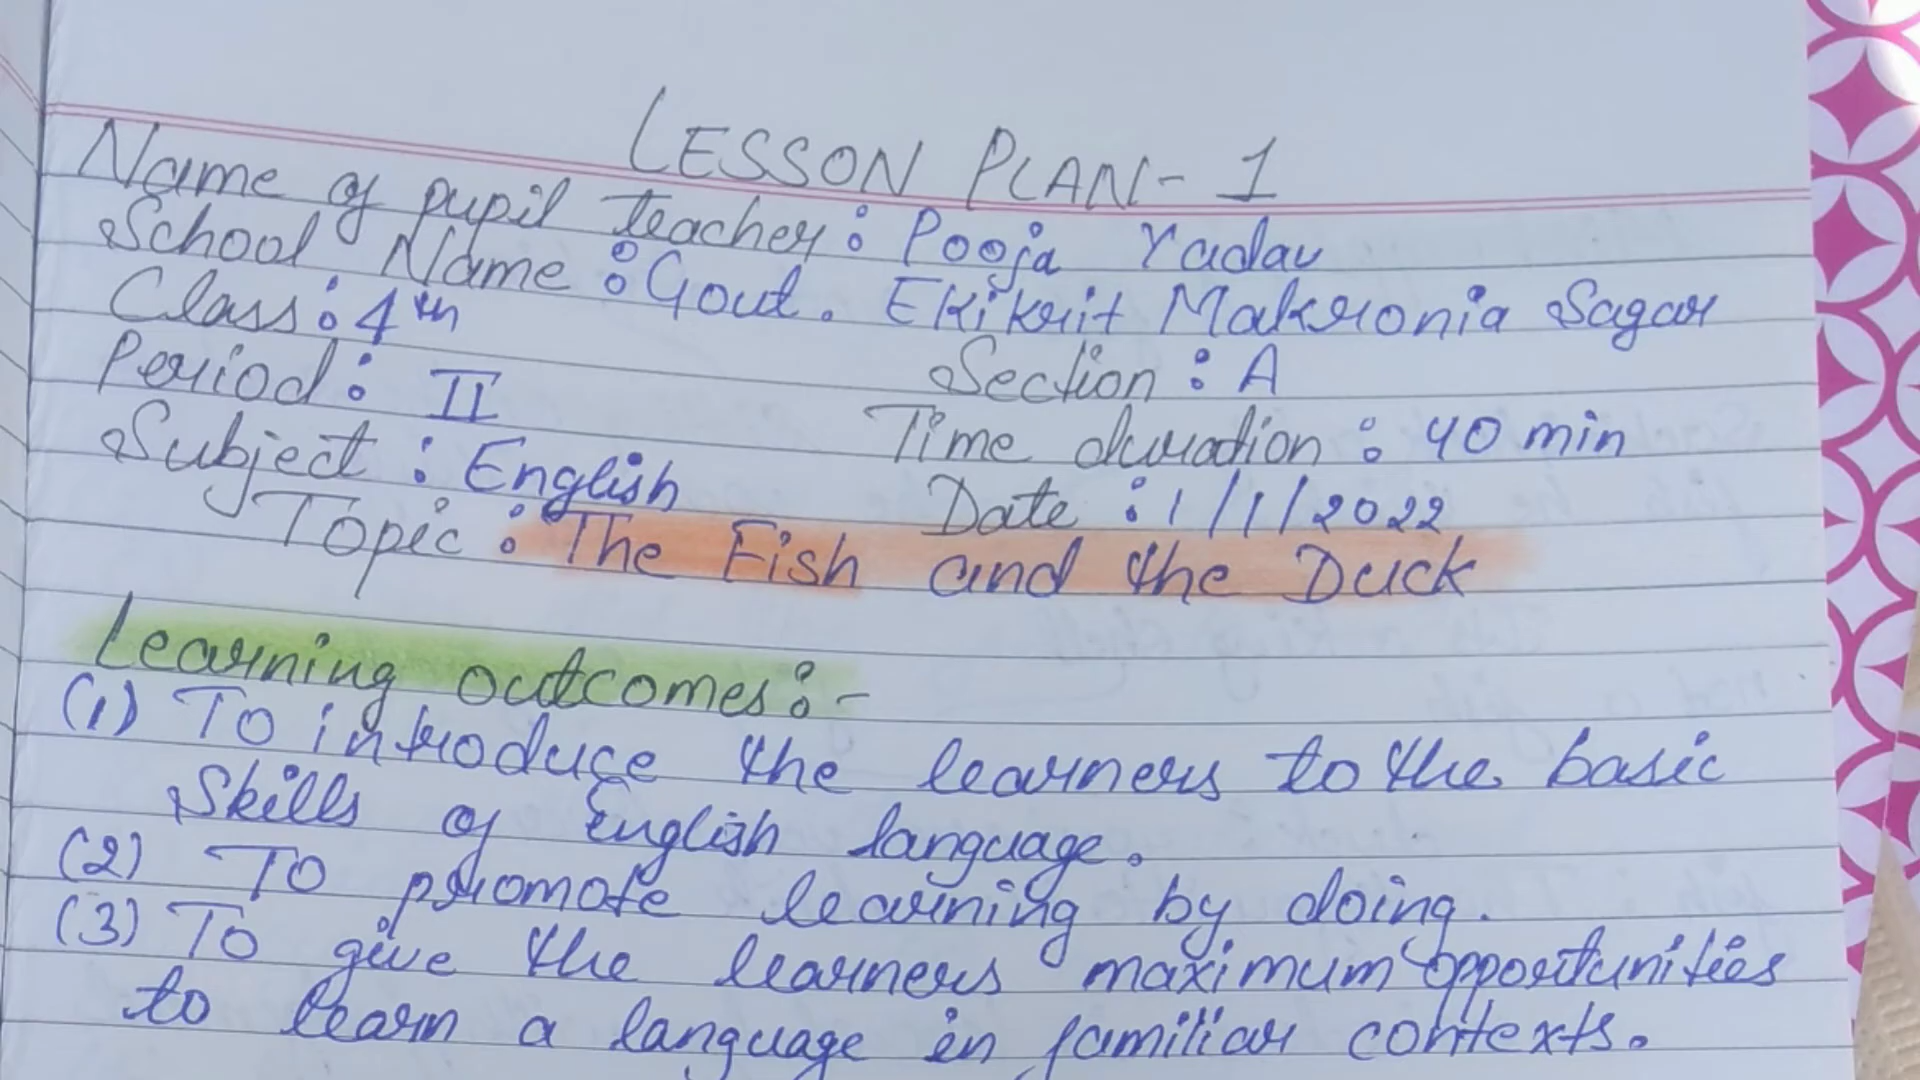 LESSON PLAN- 1
Name of pupil teacher: Pooja Yadav
School Name: Govt. Ekikrit Makronia Sagar
Class: 4th
Section: A
Period: II
Time duration: 40 min
Subject: English
Date: 1/1/2022
Topic: The Fish and the Duck
Learning outcomes:-
(1) To introduce the learners to the basic
Skills of English language.
(2) To promote learning by doing.
(3) To give the learners maximum opportunities
to learn a language in familiar contexts.